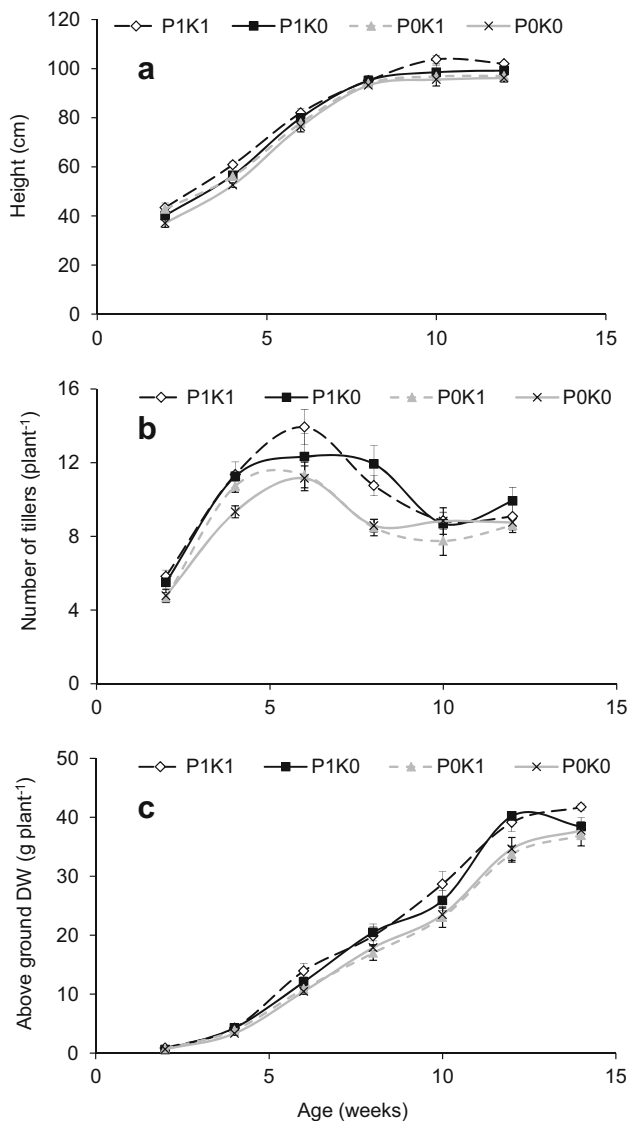 120
P1K1 P1K0 P0K1 P0K0
100
a
80
60
40
20
0
0 5 10 15
Height (cm)
16
P1K1 P1K0 P0K1 P0K0
b
12
8
4
0
0 5 10 15
Number of tillers (plant-1)
50
P1K1 P1K0 P0K1 P0K0
c
40
30
20
10
0
0 5 10 15
Above ground DW (g plant-1)
Age (weeks)